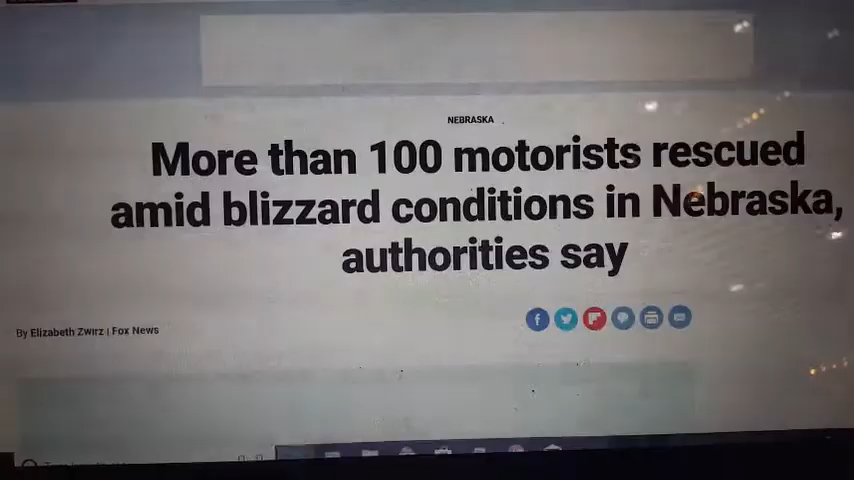 NEBRASKA
More than 100 motorists rescued
amid blizzard conditions in Nebraska,
authorities say
By Elizabeth Zwirz | Fox News